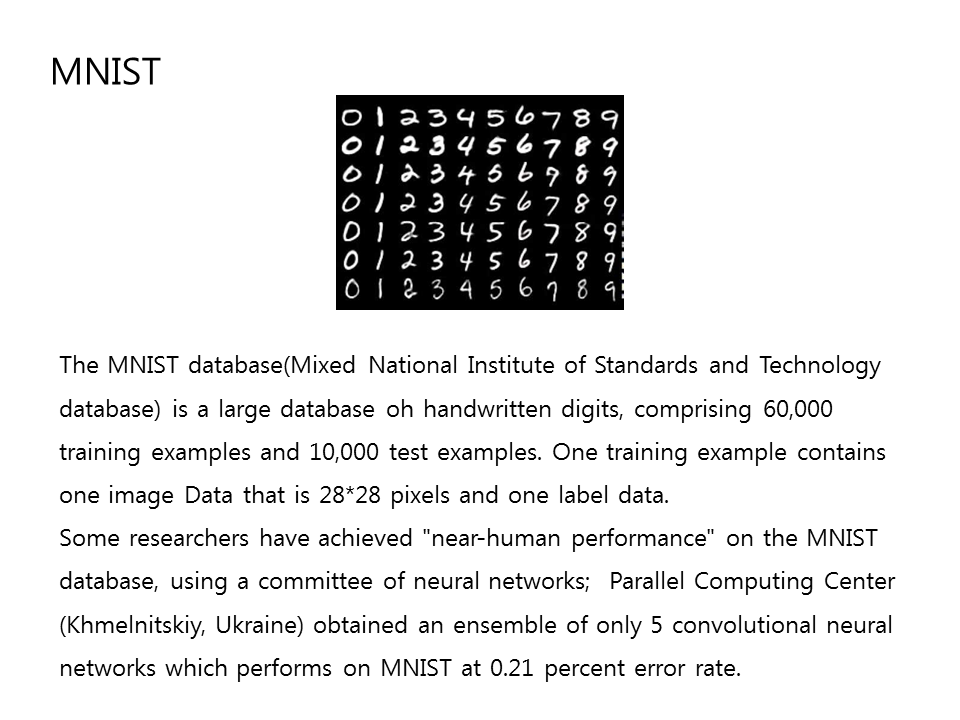 MNIST
0 1 2 3 4 5 6 7 8 9
0 1 2 3 4 5 6 7 8 9
0 1 2 3 4 5 6 9 8 9
0 1 2 3 4 5 6 7 8 9
0 1 2 3 4 5 6 7 8 9
0 1 2 3 4 5 6 7 8 9
0 1 2 3 4 5 6 7 8 9
The MNIST database(Mixed National Institute of Standards and Technology
database) is a large database oh handwritten digits, comprising 60,000
training examples and 10,000 test examples. One training example contains
one image Data that is 28*28 pixels and one label data.
Some researchers have achieved "near-human performance" on the MNIST
database, using a committee of neural networks; Parallel Computing Center
(Khmelnitskiy, Ukraine) obtained an ensemble of only 5 convolutional neural
networks which performs on MNIST at 0.21 percent error rate.